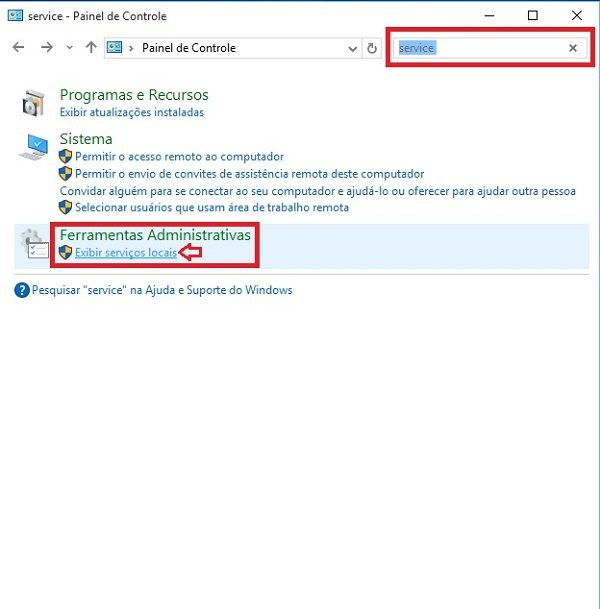 service - Painel de Controle
Painel de Controle
service
Programas e Recursos
Exibir atualizações instaladas
Sistema
Permitir o acesso remoto ao computador
Permitir o envio de convites de assistência remota deste computador
Convidar alguém para se conectar ao seu computador e ajudá-lo ou oferecer para ajudar outra pessoa
Selecionar usuários que usam área de trabalho remota
Ferramentas Administrativas
Exibir serviços locais
Pesquisar "service" na Ajuda e Suporte do Windows